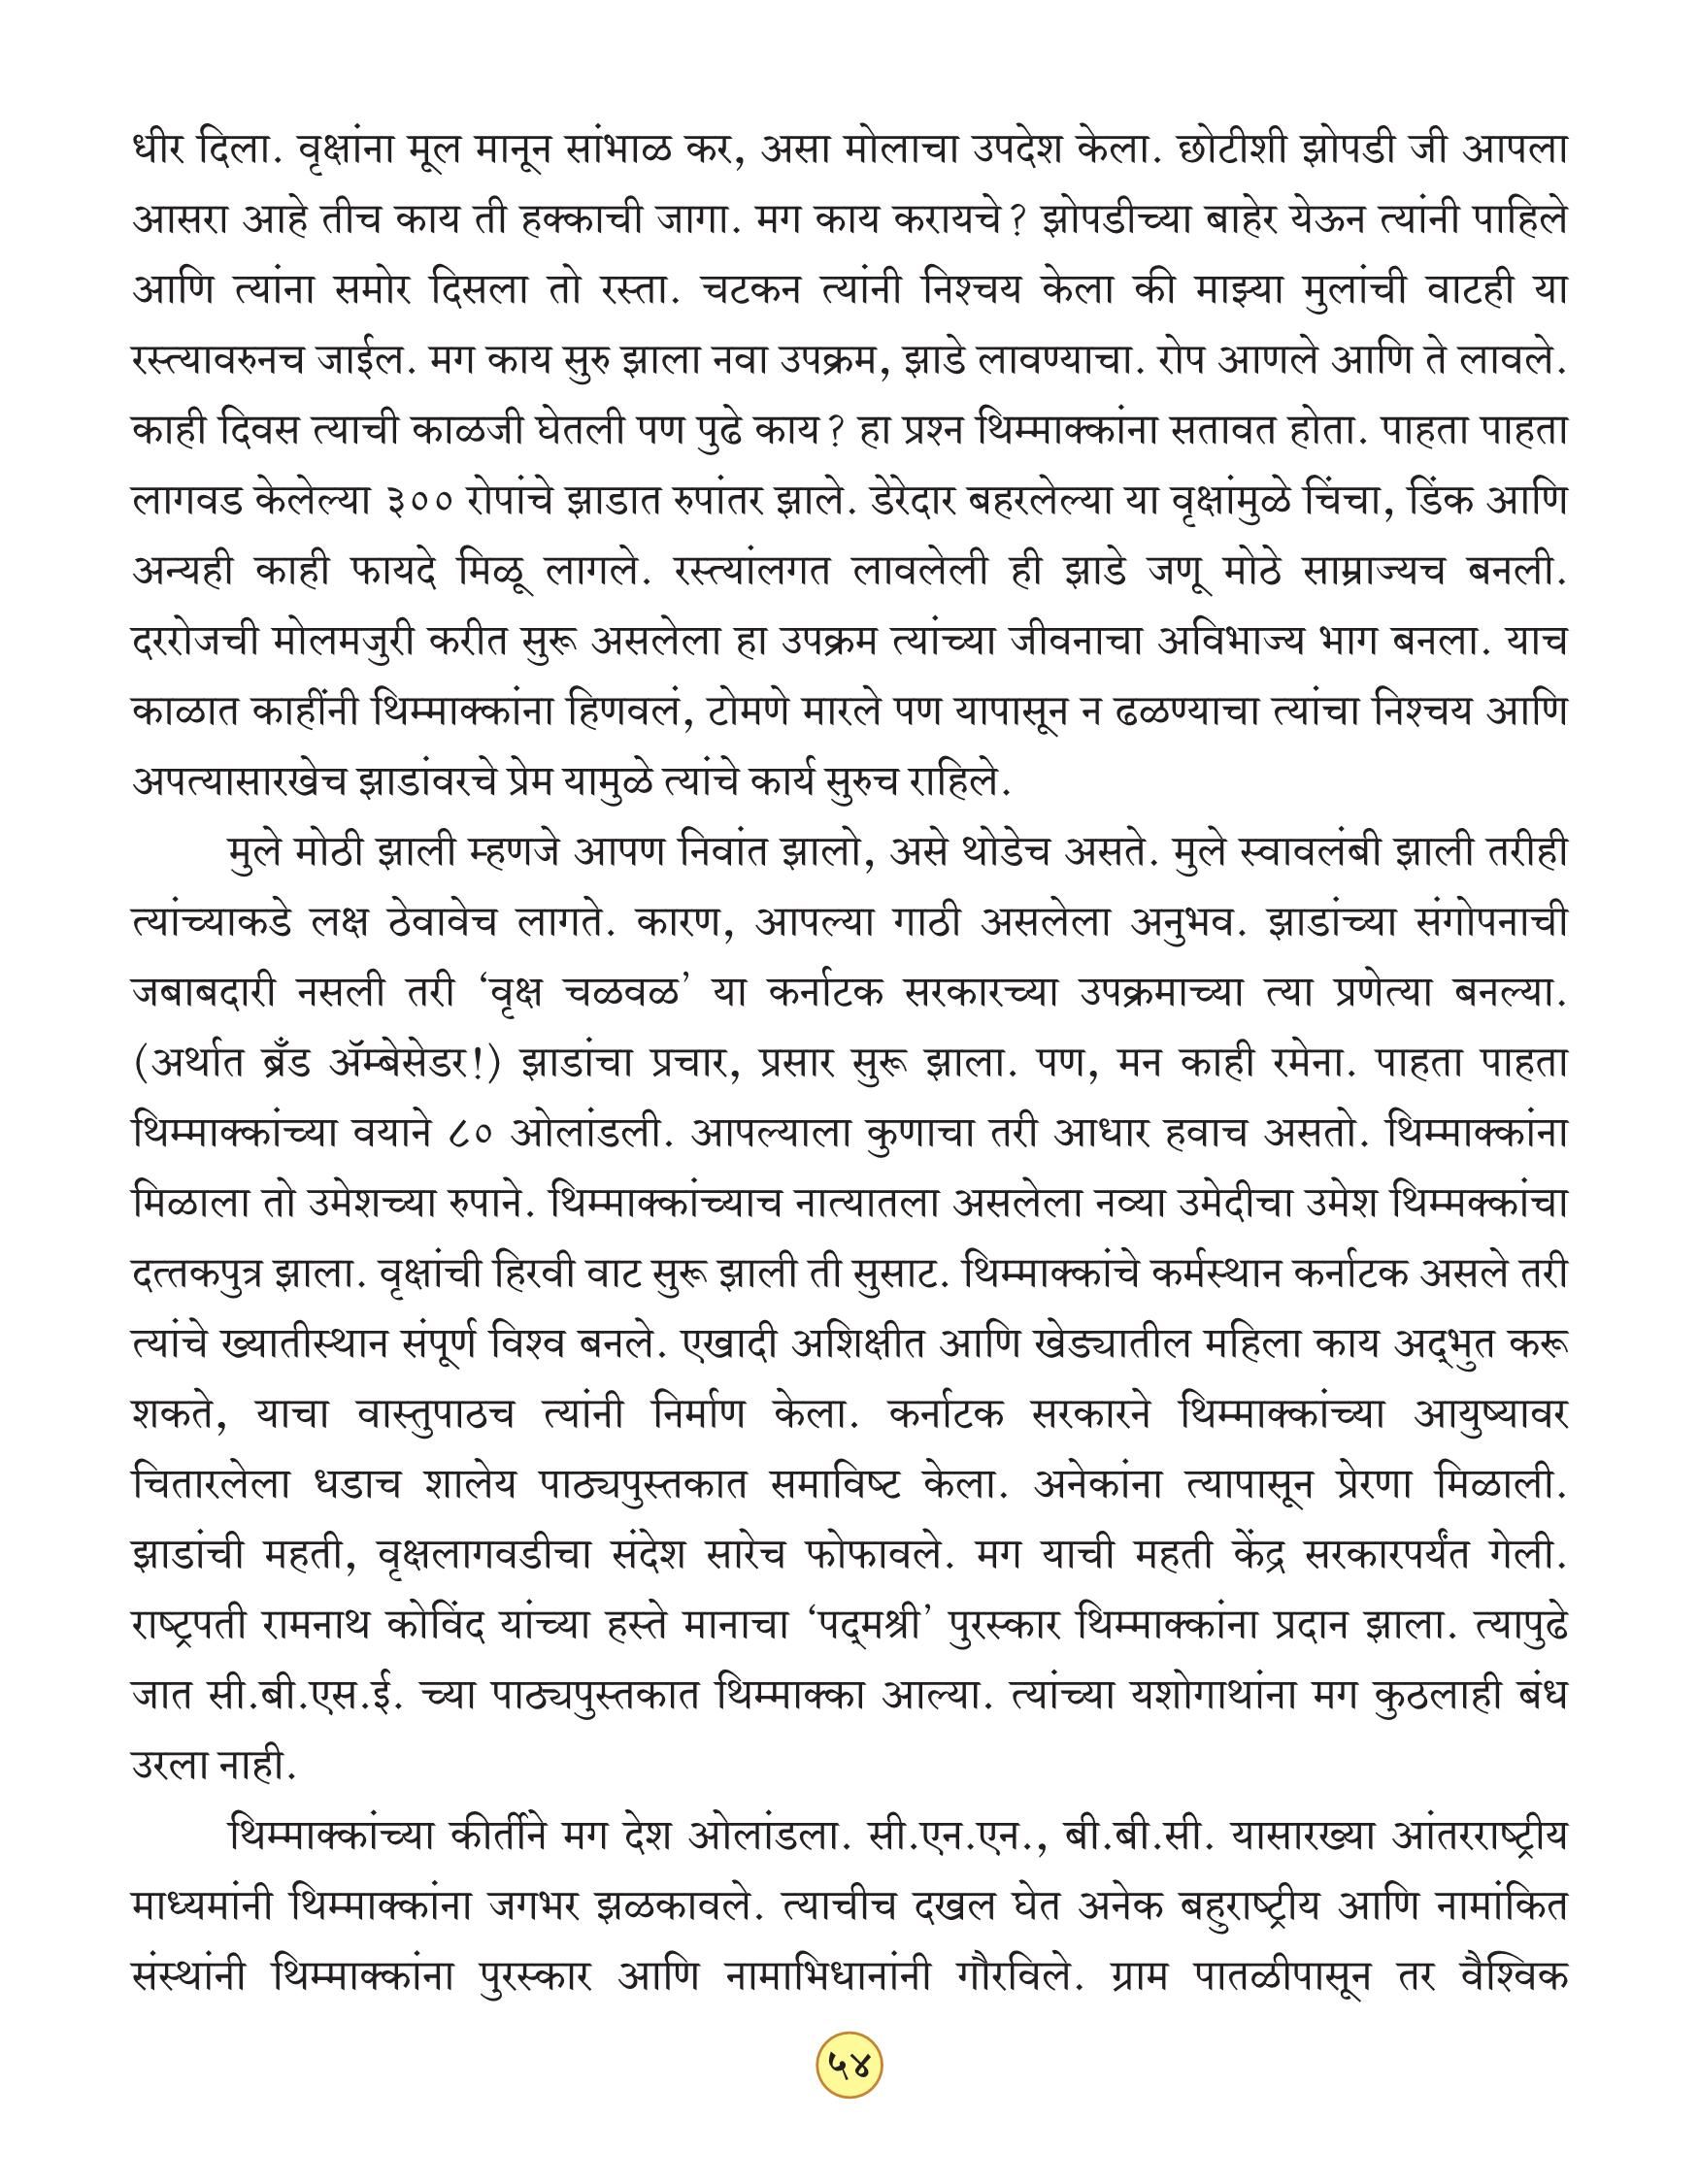 धीर दिला. वृक्षांना मूल मानून सांभाळ कर, असा मोलाचा उपदेश केला. छोटीशी झोपडी जी आपला
आसरा आहे तीच काय ती हक्काची जागा. मग काय करायचे? झोपडीच्या बाहेर येऊन त्यांनी पाहिले
आणि त्यांना समोर दिसला तो रस्ता. चटकन त्यांनी निश्चय केला की माझ्या मुलांची वाटही या
रस्त्यावरुनच जाईल. मग काय सुरु झाला नवा उपक्रम, झाडे लावण्याचा. रोप आणले आणि ते लावले.
काही दिवस त्याची काळजी घेतली पण पुढे काय? हा प्रश्न थिम्माक्कांना सतावत होता. पाहता पाहता
लागवड केलेल्या ३०० रोपांचे झाडात रुपांतर झाले. डेरेदार बहरलेल्या या वृक्षांमुळे चिंचा, डिंक आणि
अन्यही काही फायदे मिळू लागले. रस्त्यांलगत लावलेली ही झाडे जणू मोठे साम्राज्यच बनली.
दररोजची मोलमजुरी करीत सुरू असलेला हा उपक्रम त्यांच्या जीवनाचा अविभाज्य भाग बनला. याच
काळात काहींनी थिम्माक्कांना हिणवलं, टोमणे मारले पण यापासून न ढळण्याचा त्यांचा निश्चय आणि
अपत्यासारखेच झाडांवरचे प्रेम यामुळे त्यांचे कार्य सुरुच राहिले.
मुले मोठी झाली म्हणजे आपण निवांत झालो, असे थोडेच असते. मुले स्वावलंबी झाली तरीही
त्यांच्याकडे लक्ष ठेवावेच लागते. कारण, आपल्या गाठी असलेला अनुभव. झाडांच्या संगोपनाची
जबाबदारी नसली तरी ‘वृक्ष चळवळ’ या कर्नाटक सरकारच्या उपक्रमाच्या त्या प्रणेत्या बनल्या.
(अर्थात ब्रँड ॲम्बेसेडर!) झाडांचा प्रचार, प्रसार सुरू झाला. पण, मन काही रमेना. पाहता पाहता
थिम्माक्कांच्या वयाने ८० ओलांडली. आपल्याला कुणाचा तरी आधार हवाच असतो. थिम्माक्कांना
मिळाला तो उमेशच्या रुपाने. थिम्माक्कांच्याच नात्यातला असलेला नव्या उमेदीचा उमेश थिम्मक्कांचा
दत्तकपुत्र झाला. वृक्षांची हिरवी वाट सुरू झाली ती सुसाट. थिम्माक्कांचे कर्मस्थान कर्नाटक असले तरी
त्यांचे ख्यातीस्थान संपूर्ण विश्व बनले. एखादी अशिक्षीत आणि खेड्यातील महिला काय अद्‌भुत करू
शकते, याचा वास्तुपाठच त्यांनी निर्माण केला. कर्नाटक सरकारने थिम्माक्कांच्या आयुष्यावर
चितारलेला धडाच शालेय पाठ्यपुस्तकात समाविष्ट केला. अनेकांना त्यापासून प्रेरणा मिळाली.
झाडांची महती, वृक्षलागवडीचा संदेश सारेच फोफावले. मग याची महती केंद्र सरकारपर्यंत गेली.
राष्ट्रपती रामनाथ कोविंद यांच्या हस्ते मानाचा ‘पद्‌मश्री’ पुरस्कार थिम्माक्कांना प्रदान झाला. त्यापुढे
जात सी.बी.एस.ई. च्या पाठ्यपुस्तकात थिम्माक्का आल्या. त्यांच्या यशोगाथांना मग कुठलाही बंध
उरला नाही.
थिम्माक्कांच्या कीर्तीने मग देश ओलांडला. सी.एन.एन., बी.बी.सी. यासारख्या आंतरराष्ट्रीय
माध्यमांनी थिम्माक्कांना जगभर झळकावले. त्याचीच दखल घेत अनेक बहुराष्ट्रीय आणि नामांकित
संस्थांनी थिम्माक्कांना पुरस्कार आणि नामाभिधानांनी गौरविले. ग्राम पातळीपासून तर वैश्विक
५४